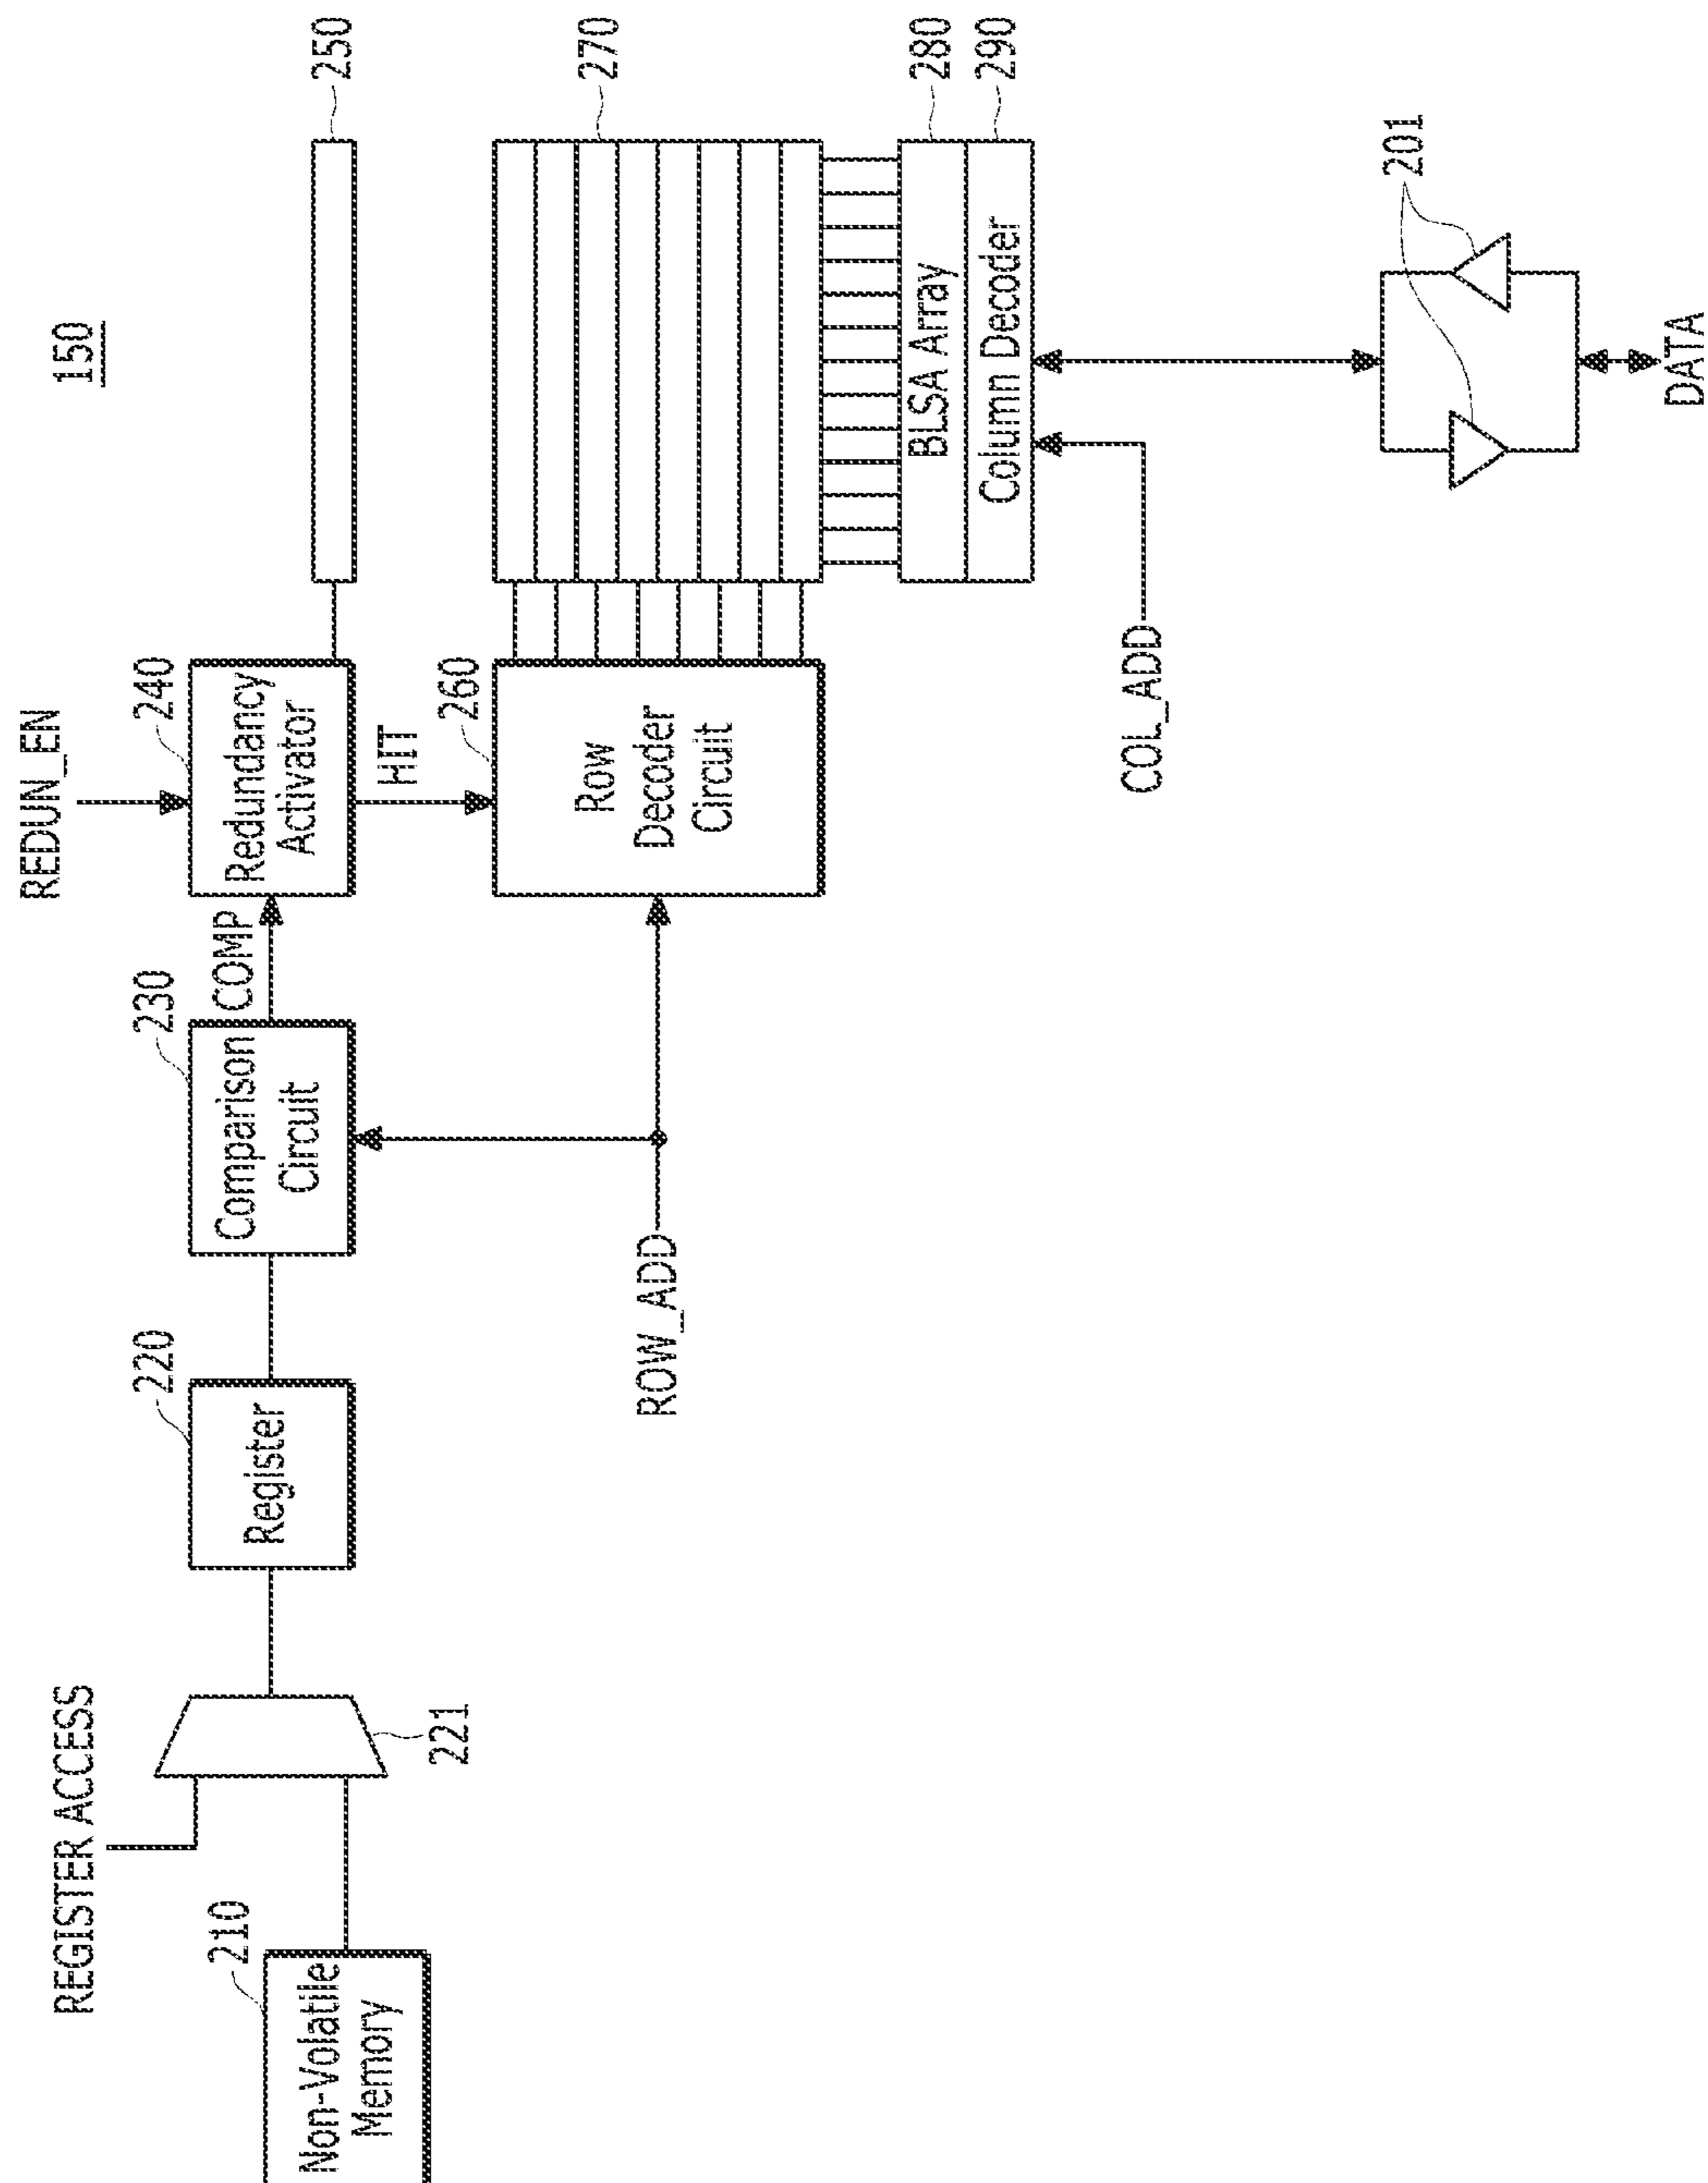 150
REGISTER ACCESS
REDUN_EN
210
Non-Volatile
Memory
221
220
Register
230
Comparison
Circuit
COMP
240
Redundancy
Activator
250
HIT
ROW_ADD
260
Row
Decoder
Circuit
270
BLSA Array
280
Column Decoder
290
COL_ADD
201
DATA